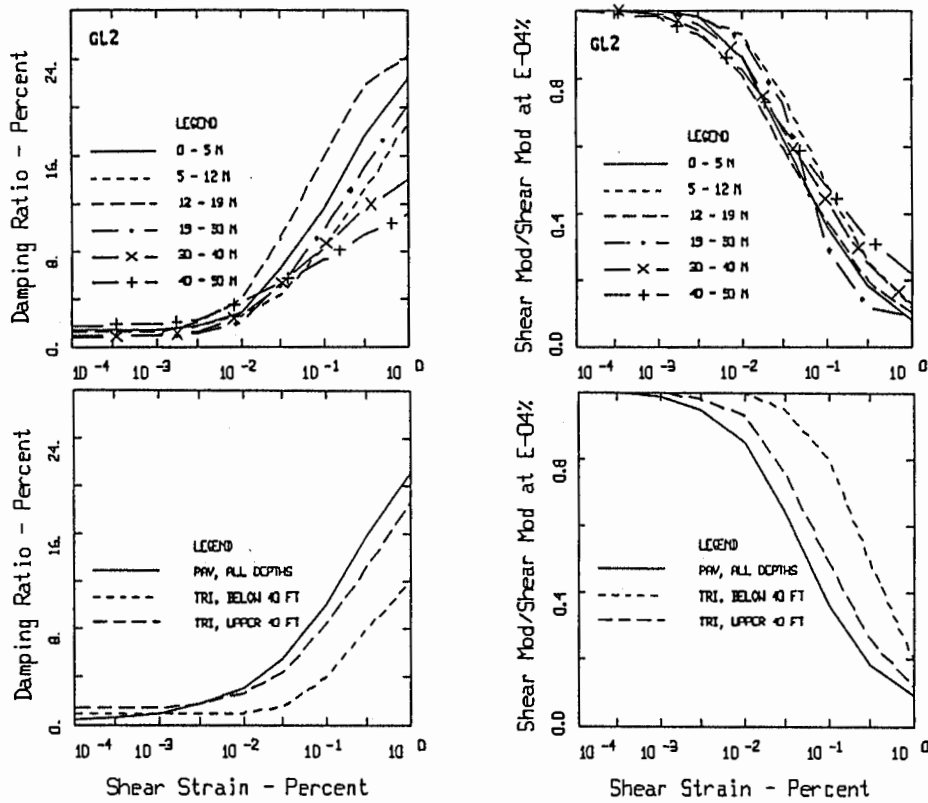 GL2
Damping Ratio - Percent
24.
16.
8.
0.
LEGEND
0 - 5 M
5 - 12 M
12 - 19 M
19 - 30 M
30 - 40 M
40 - 50 M
10 -4
10 -3
10 -2
10 -1
10 0
GL2
Shear Mod/Shear Mod at E-04%
0.8
0.4
0.0
LEGEND
0 - 5 M
5 - 12 M
12 - 19 M
19 - 30 M
30 - 40 M
40 - 50 M
10 -4
10 -3
10 -2
10 -1
10 0
Damping Ratio - Percent
24.
16.
8.
0.
LEGEND
PAV, ALL DEPTHS
TRI, BELOW 40 FT
TRI, UPPER 40 FT
10 -4
10 -3
10 -2
10 -1
10 0
Shear Strain - Percent
Shear Mod/Shear Mod at E-04%
0.8
0.4
0.0
LEGEND
PAV, ALL DEPTHS
TRI, BELOW 40 FT
TRI, UPPER 40 FT
10 -4
10 -3
10 -2
10 -1
10 0
Shear Strain - Percent